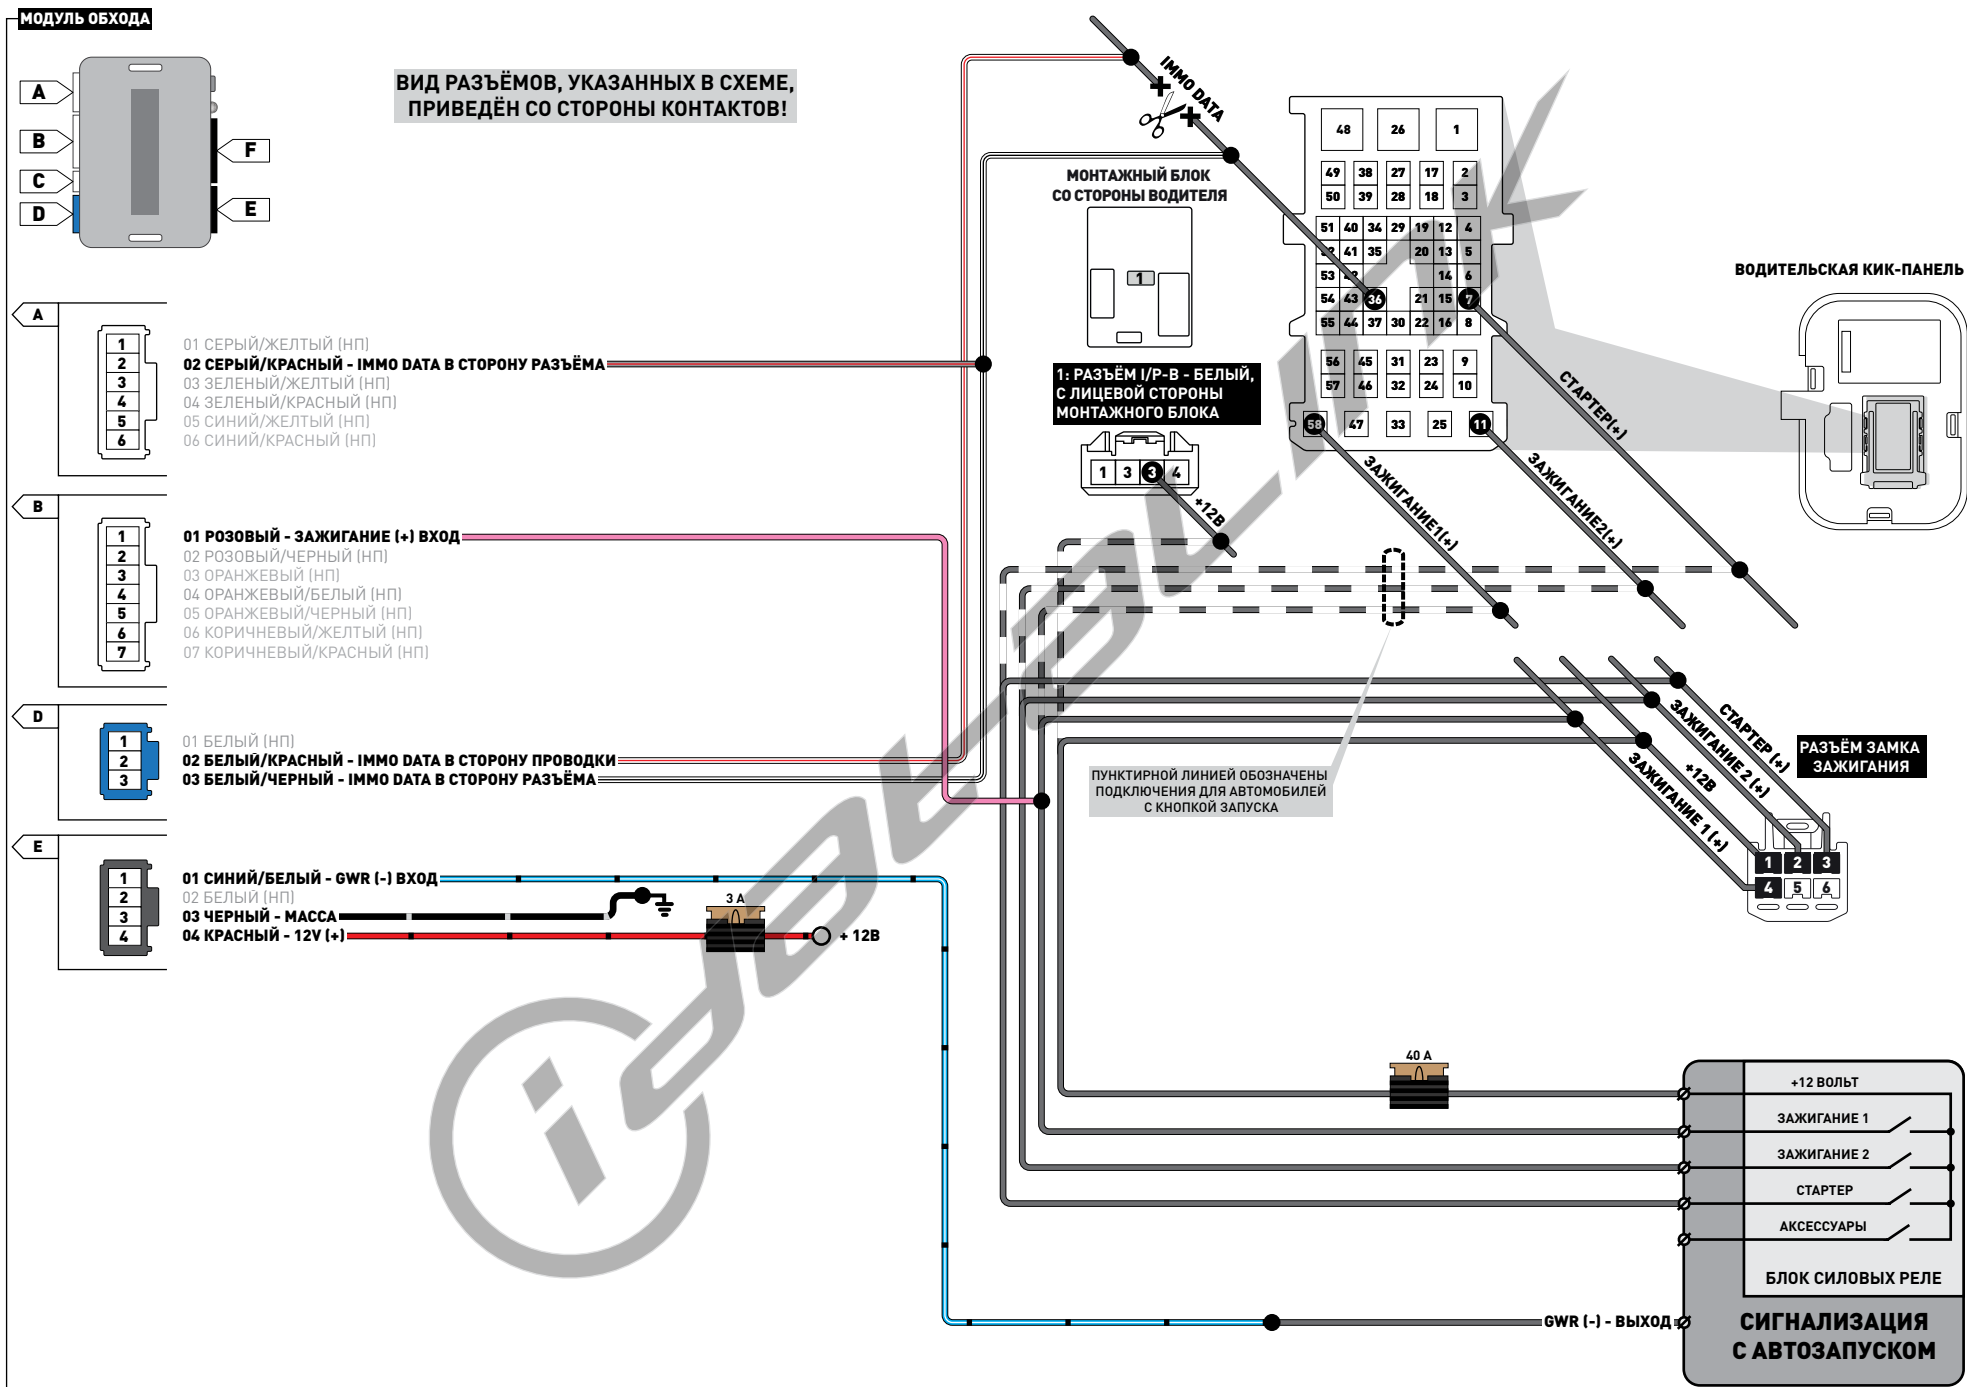 МОДУЛЬ ОБХОДА
A
B
C
D
F
E
ВИД РАЗЪЁМОВ, УКАЗАННЫХ В СХЕМЕ,
ПРИВЕДЁН СО СТОРОНЫ КОНТАКТОВ!
A
1
2
3
4
5
6
01 СЕРЫЙ/ЖЕЛТЫЙ (НП)
02 СЕРЫЙ/КРАСНЫЙ - IMMO DATA В СТОРОНУ РАЗЪЁМА
03 ЗЕЛЕНЫЙ/ЖЕЛТЫЙ (НП)
04 ЗЕЛЕНЫЙ/КРАСНЫЙ (НП)
05 СИНИЙ/ЖЕЛТЫЙ (НП)
06 СИНИЙ/КРАСНЫЙ (НП)
B
1
2
3
4
5
6
7
01 РОЗОВЫЙ - ЗАЖИГАНИЕ (+) ВХОД
02 РОЗОВЫЙ/ЧЕРНЫЙ (НП)
03 ОРАНЖЕВЫЙ (НП)
04 ОРАНЖЕВЫЙ/БЕЛЫЙ (НП)
05 ОРАНЖЕВЫЙ/ЧЕРНЫЙ (НП)
06 КОРИЧНЕВЫЙ/ЖЕЛТЫЙ (НП)
07 КОРИЧНЕВЫЙ/КРАСНЫЙ (НП)
D
1
2
3
01 БЕЛЫЙ (НП)
02 БЕЛЫЙ/КРАСНЫЙ - IMMO DATA В СТОРОНУ ПРОВОДКИ
03 БЕЛЫЙ/ЧЕРНЫЙ - IMMO DATA В СТОРОНУ РАЗЪЁМА
E
1
2
3
4
01 СИНИЙ/БЕЛЫЙ - GWR (-) ВХОД
02 БЕЛЫЙ (НП)
03 ЧЕРНЫЙ - МАССА
04 КРАСНЫЙ - 12V (+)
3 А
+ 12В
IMMO DATA
МОНТАЖНЫЙ БЛОК
СО СТОРОНЫ ВОДИТЕЛЯ
1
1: РАЗЪЁМ I/P-B - БЕЛЫЙ,
С ЛИЦЕВОЙ СТОРОНЫ
МОНТАЖНОГО БЛОКА
1 3 3 4
+12В
48 26 1
49 38 27 17 2
50 39 28 18 3
51 40 34 29 19 12 4
52 41 35 20 13 5
53 42 14 6
54 43 36 21 15 7
55 44 37 30 22 16 8
56 45 31 23 9
57 46 32 24 10
58 47 33 25 11
СТАРТЕР(+)
ЗАЖИГАНИЕ1(+)
ЗАЖИГАНИЕ2(+)
ВОДИТЕЛЬСКАЯ КИК-ПАНЕЛЬ
ПУНКТИРНОЙ ЛИНИЕЙ ОБОЗНАЧЕНЫ
ПОДКЛЮЧЕНИЯ ДЛЯ АВТОМОБИЛЕЙ
С КНОПКОЙ ЗАПУСКА
СТАРТЕР (+)
ЗАЖИГАНИЕ 2 (+)
+12В
ЗАЖИГАНИЕ 1 (+)
РАЗЪЁМ ЗАМКА
ЗАЖИГАНИЯ
1 2 3
4 5 6
40 А
+12 ВОЛЬТ
ЗАЖИГАНИЕ 1
ЗАЖИГАНИЕ 2
СТАРТЕР
АКСЕССУАРЫ
БЛОК СИЛОВЫХ РЕЛЕ
GWR (-) - ВЫХОД
СИГНАЛИЗАЦИЯ
С АВТОЗАПУСКОМ
iDataLink